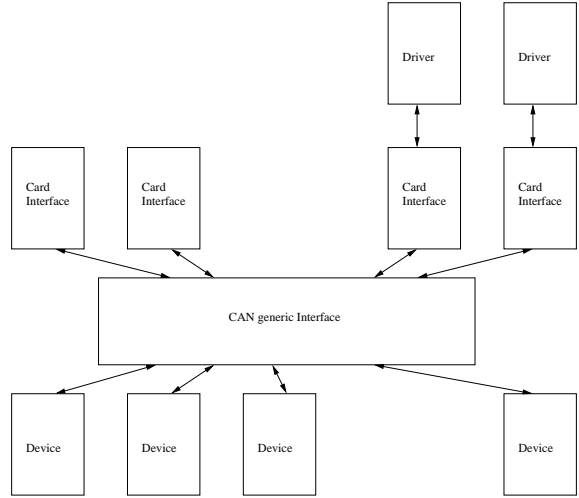 Driver
Driver
Card
Interface
Card
Interface
Card
Interface
Card
Interface
CAN generic Interface
Device
Device
Device
Device